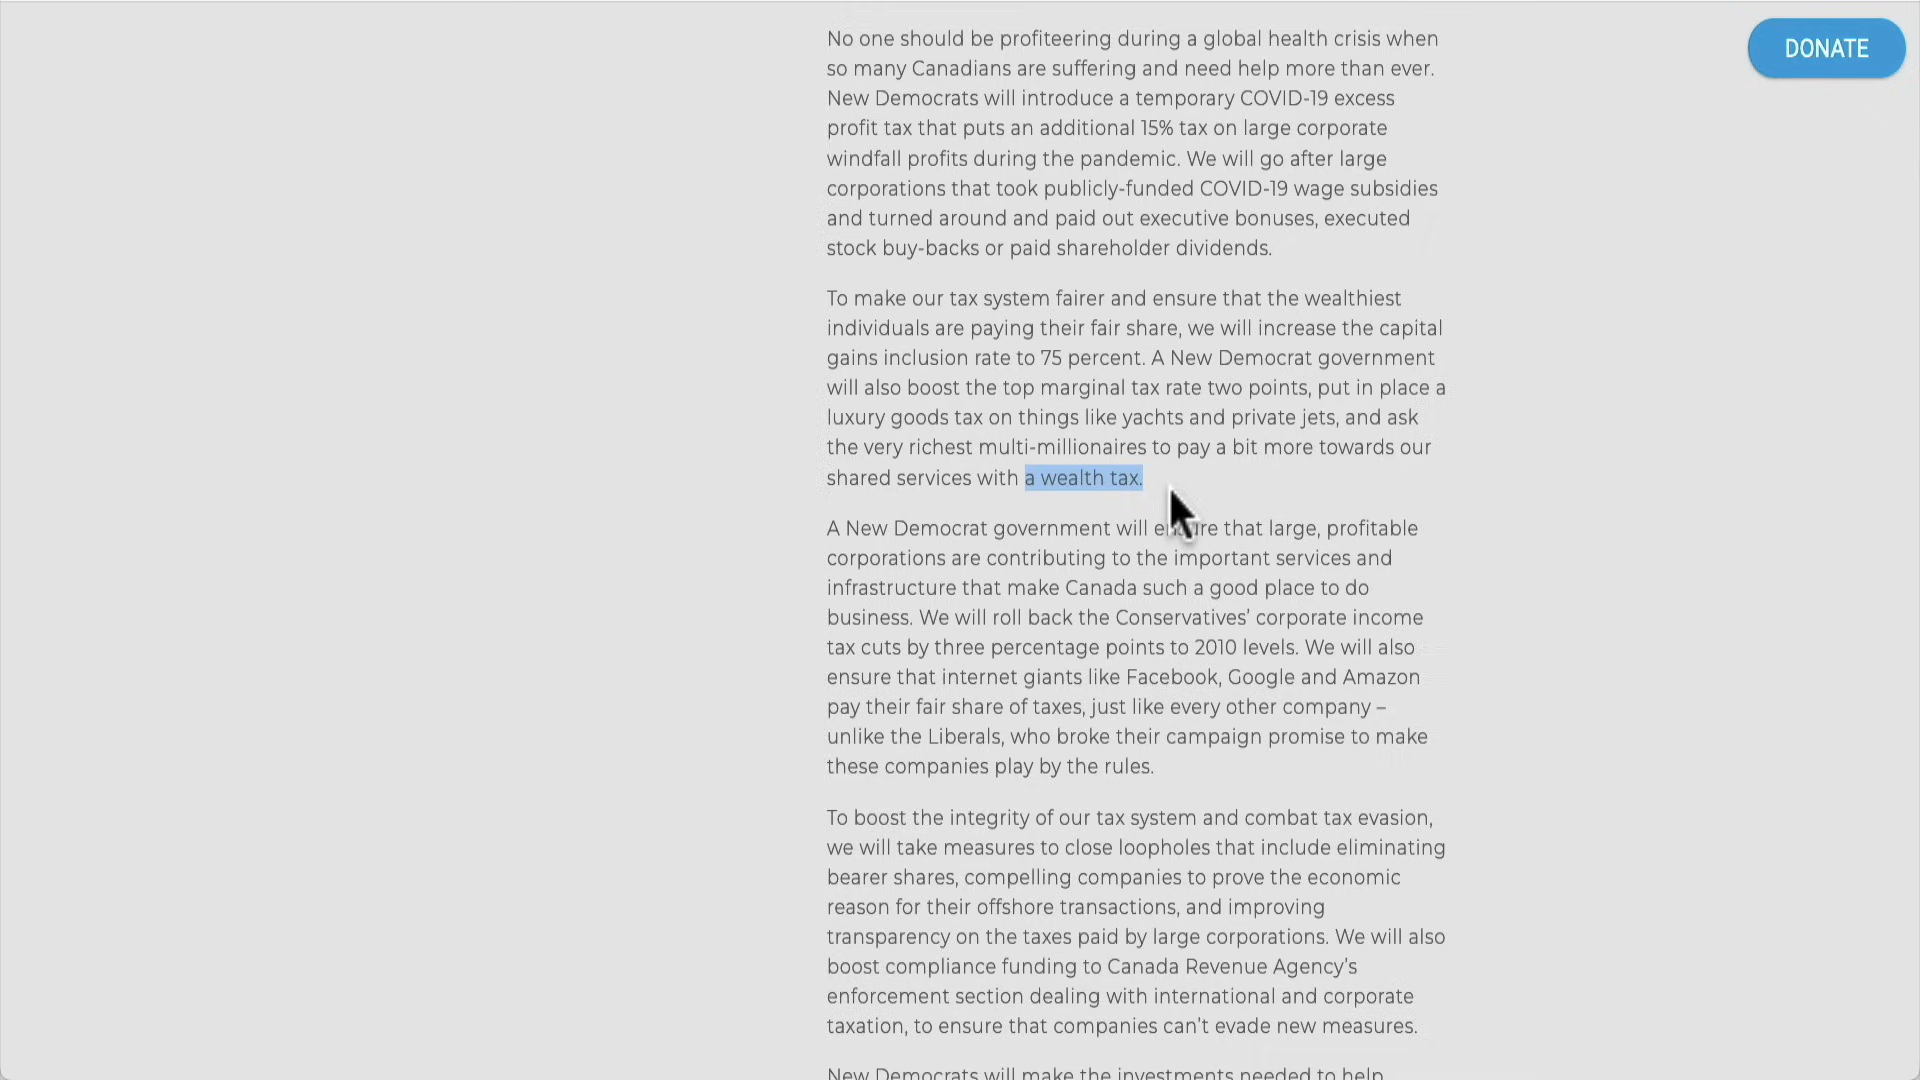 No one should be profiteering during a global health crisis when
so many Canadians are suffering and need help more than ever.
New Democrats will introduce a temporary COVID-19 excess
profit tax that puts an additional 15% tax on large corporate
windfall profits during the pandemic. We will go after large
corporations that took publicly-funded COVID-19 wage subsidies
and turned around and paid out executive bonuses, executed
stock buy-backs or paid shareholder dividends.
DONATE
To make our tax system fairer and ensure that the wealthiest
individuals are paying their fair share, we will increase the capital
gains inclusion rate to 75 percent. A New Democrat government
will also boost the top marginal tax rate two points, put in place a
luxury goods tax on things like yachts and private jets, and ask
the very richest multi-millionaires to pay a bit more towards our
shared services with a wealth tax.
A New Democrat government will ensure that large, profitable
corporations are contributing to the important services and
infrastructure that make Canada such a good place to do
business. We will roll back the Conservatives’ corporate income
tax cuts by three percentage points to 2010 levels. We will also
ensure that internet giants like Facebook, Google and Amazon
pay their fair share of taxes, just like every other company –
unlike the Liberals, who broke their campaign promise to make
these companies play by the rules.
To boost the integrity of our tax system and combat tax evasion,
we will take measures to close loopholes that include eliminating
bearer shares, compelling companies to prove the economic
reason for their offshore transactions, and improving
transparency on the taxes paid by large corporations. We will also
boost compliance funding to Canada Revenue Agency’s
enforcement section dealing with international and corporate
taxation, to ensure that companies can’t evade new measures.
New Democrats will make the investments needed to help